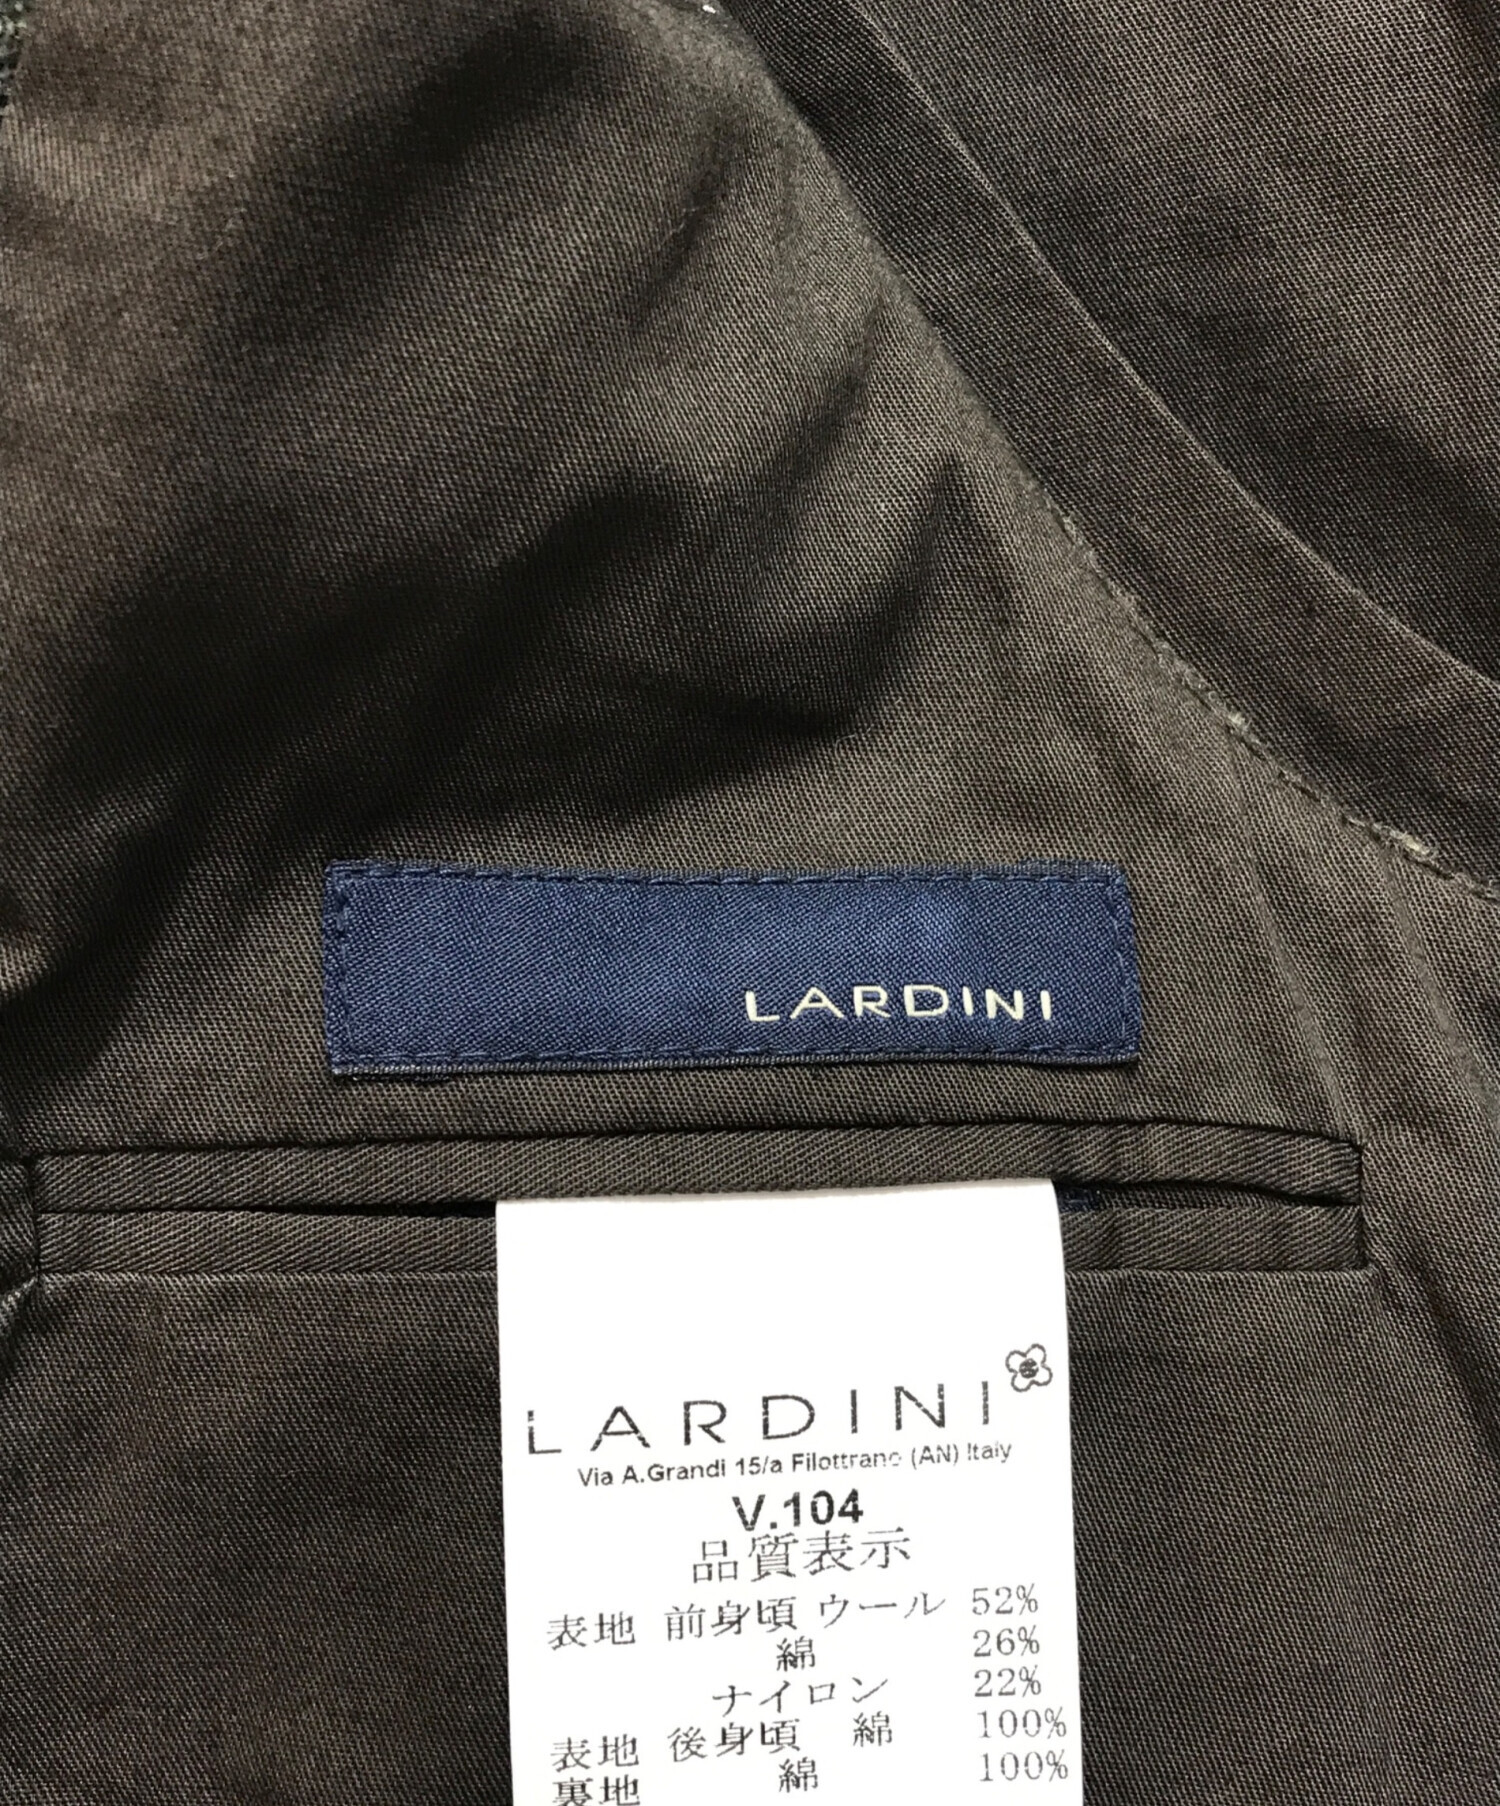 LARDINI
LARDINI
Via A.Grandi 15/a Filottrano (AN) Italy
V.104
品質表示
表地 前身頃 ウール 52%
綿 26%
ナイロン 22%
表地 後身頃 綿 100%
裏地 綿 100%